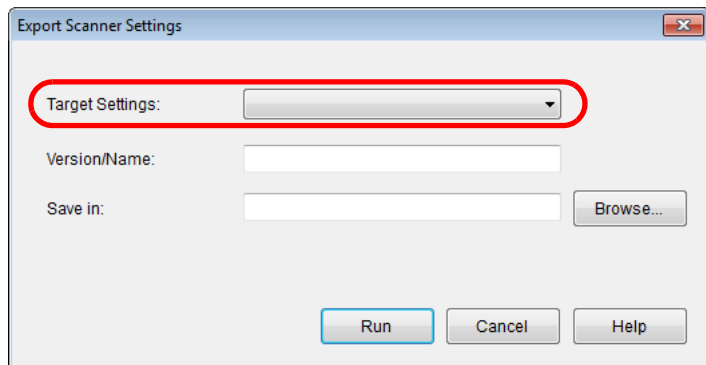 Export Scanner Settings
Target Settings:
Version/Name:
Save in:
Browse...
Run
Cancel
Help